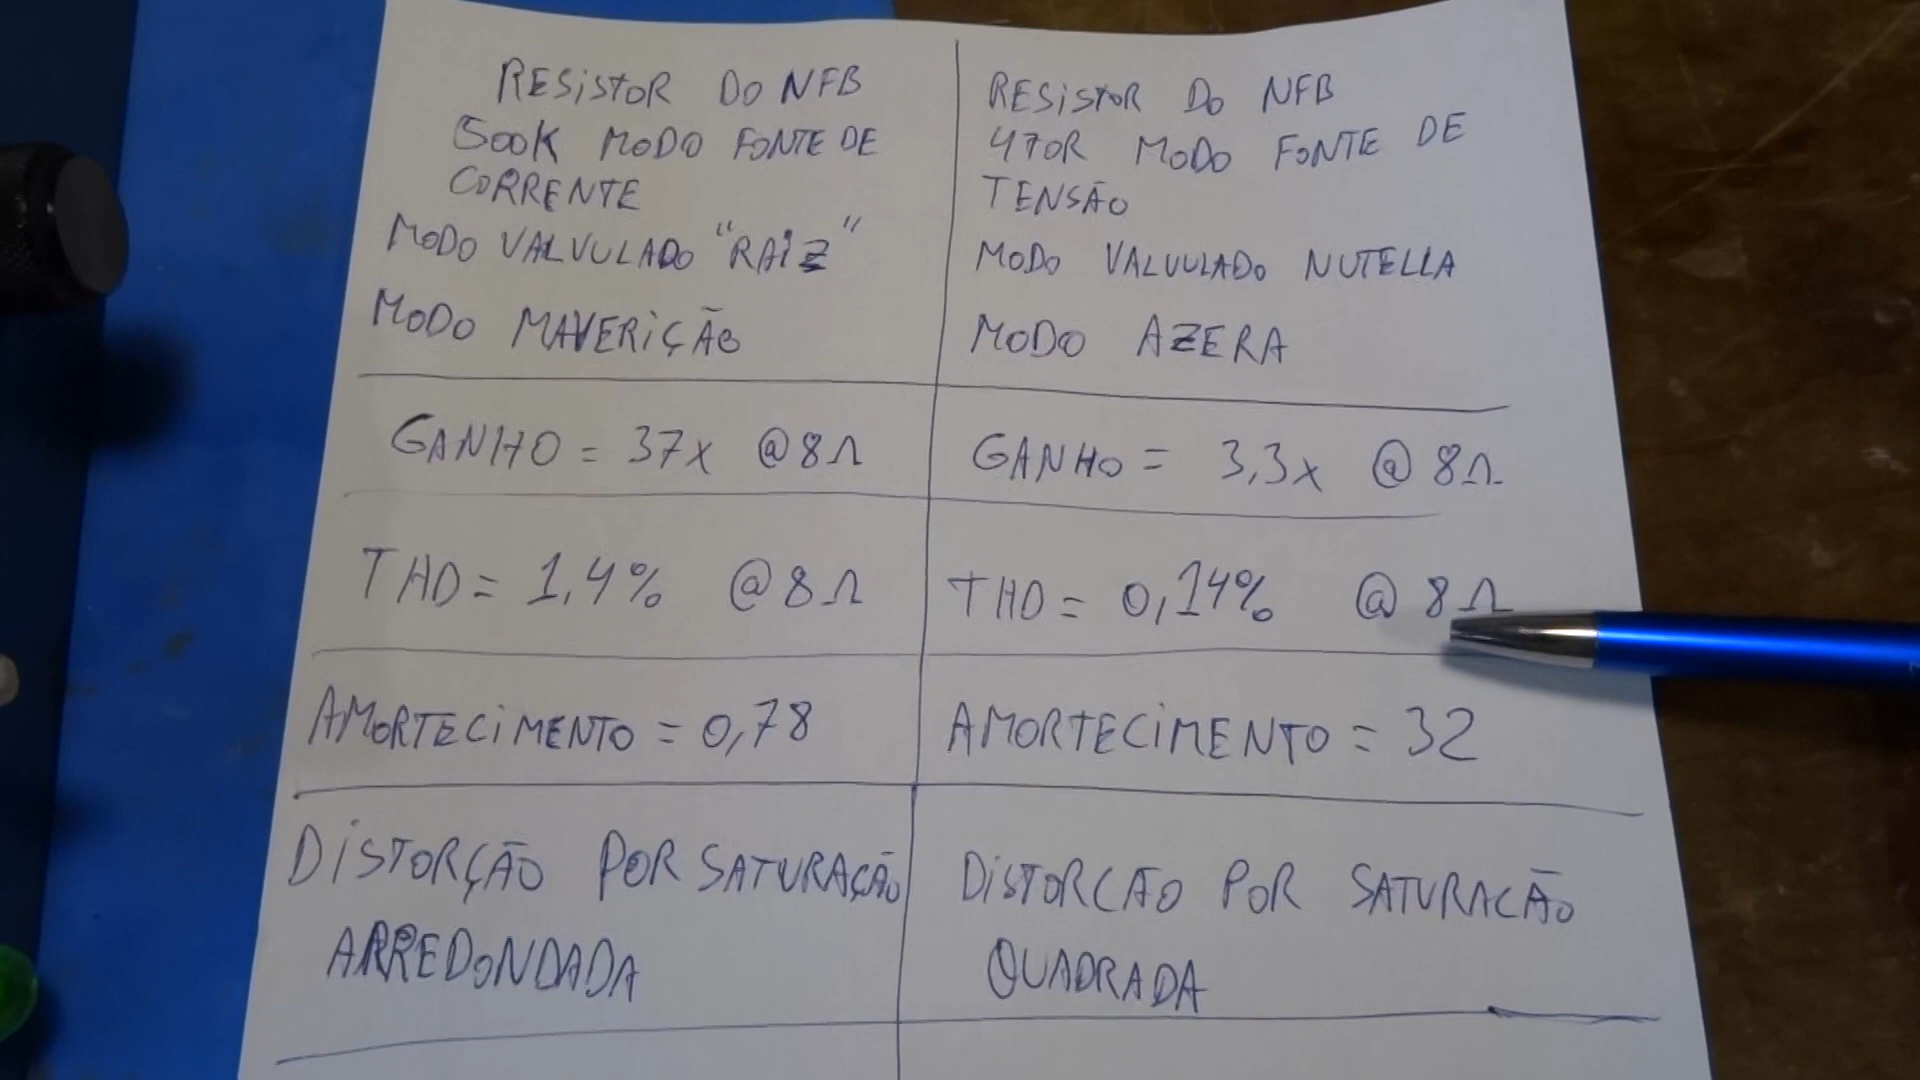 RESISTOR DO NFB
500K MODO FONTE DE
CORRENTE
MODO VALVULADO "RAIZ"
MODO MAVERIÇÃO
GANHO = 37x @8Ω
THD = 1,4% @8Ω
AMORTECIMENTO = 0,78
DISTORÇÃO POR SATURAÇÃO
ARREDONDADA
RESISTOR DO NFB
470R MODO FONTE DE
TENSÃO
MODO VALVULADO NUTELLA
MODO AZERA
GANHO = 3,3x @ 8Ω
THD = 0,14% @ 8Ω
AMORTECIMENTO = 32
DISTORCÃO POR SATURACÃO
QUADRADA